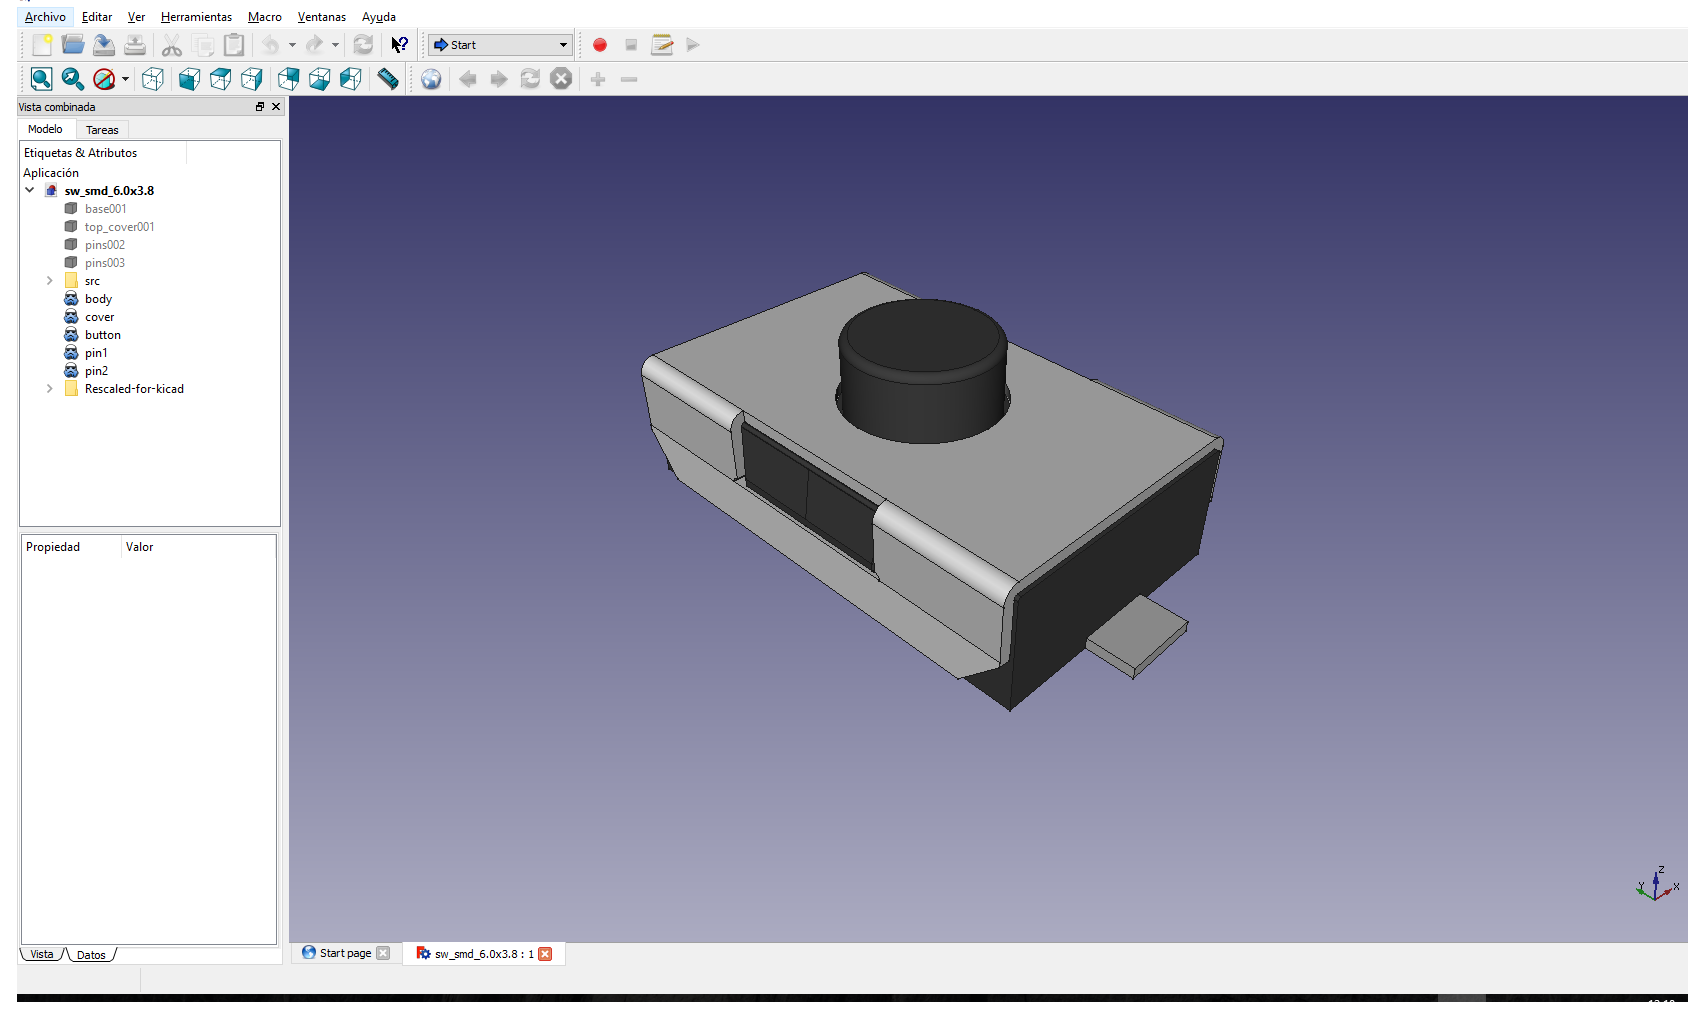 Archivo Editar Ver Herramientas Macro Ventanas Ayuda
Start
Vista combinada
Modelo Tareas
Etiquetas & Atributos
Aplicación
sw_smd_6.0x3.8
base001
top_cover001
pins002
pins003
src
body
cover
button
pin1
pin2
Rescaled-for-kicad
Propiedad Valor
Z
Y X
Vista Datos
Start page sw_smd_6.0x3.8 : 1